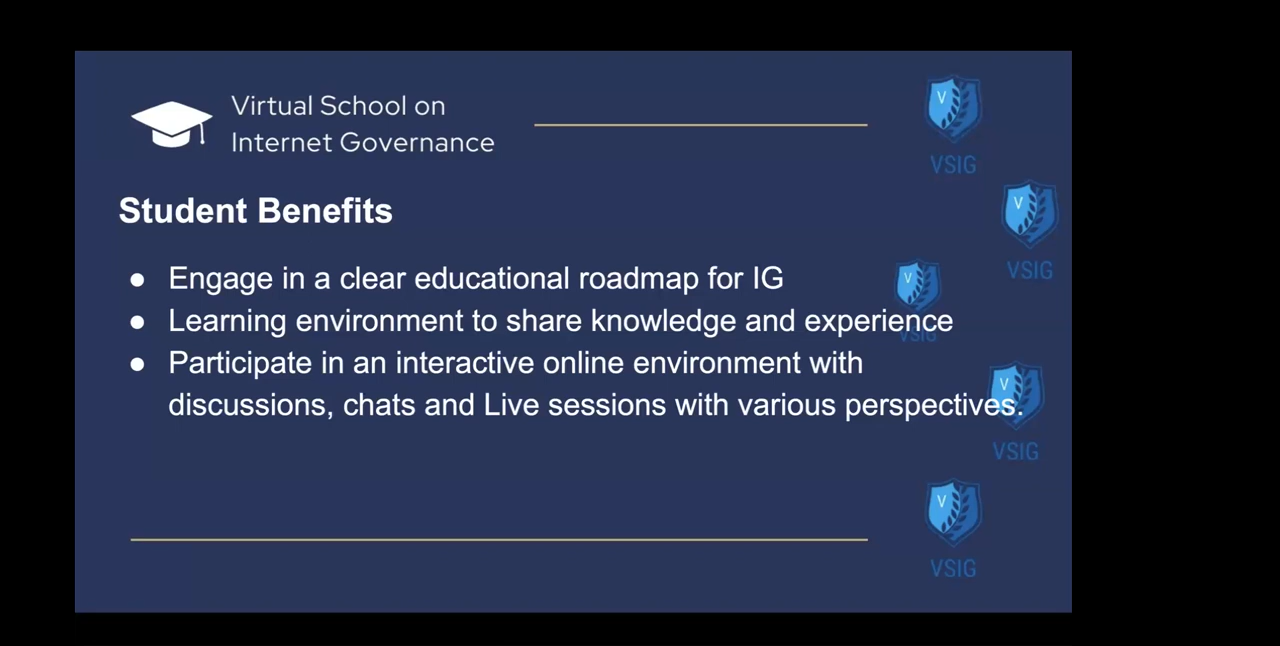 Virtual School on
Internet Governance
V
VSIG
V
VSIG
Student Benefits
● Engage in a clear educational roadmap for IG
V
VSIG
● Learning environment to share knowledge and experience
● Participate in an interactive online environment with
discussions, chats and Live sessions with various perspectives.
V
VSIG
V
VSIG